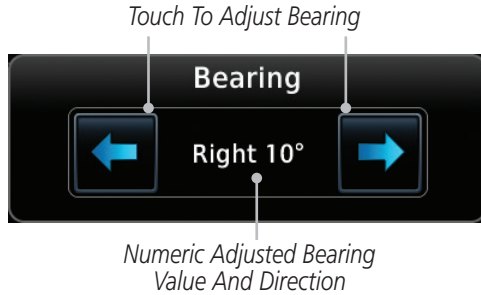 Touch To Adjust Bearing
Bearing
Right 10°
Numeric Adjusted Bearing
Value And Direction